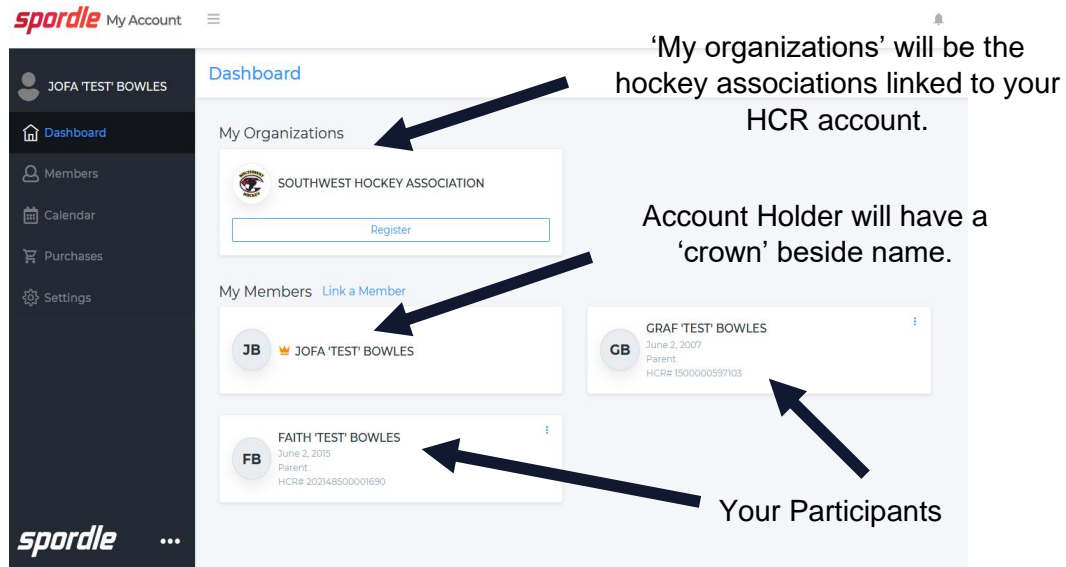 spordle My Account
‘My organizations’ will be the
hockey associations linked to your
HCR account.
JOFA 'TEST' BOWLES
Dashboard
Dashboard
Members
Calendar
Purchases
Settings
My Organizations
SOUTHWEST HOCKEY ASSOCIATION
Register
Account Holder will have a
‘crown’ beside name.
My Members Link a Member
JB JOFA 'TEST' BOWLES
GB
GRAF 'TEST' BOWLES
June 2, 2007
Parent
HCR# 1500000597103
FB
FAITH 'TEST' BOWLES
June 2, 2015
Parent
HCR# 202148500001690
Your Participants
spordle